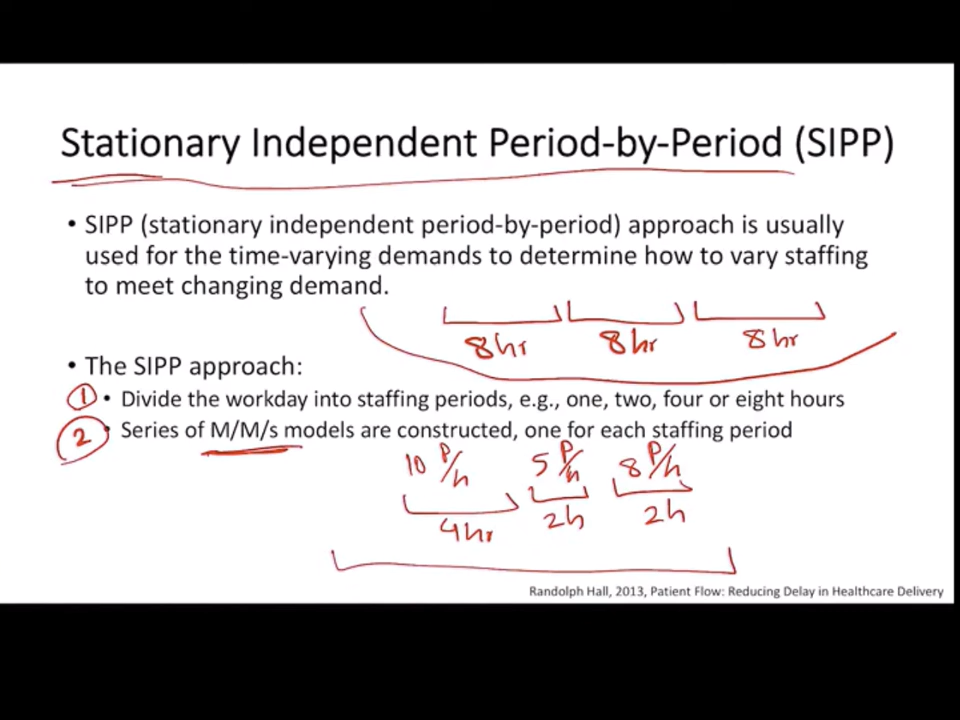 Stationary Independent Period-by-Period (SIPP)
• SIPP (stationary independent period-by-period) approach is usually
used for the time-varying demands to determine how to vary staffing
to meet changing demand.
8hr 8hr 8hr
• The SIPP approach:
1 • Divide the workday into staffing periods, e.g., one, two, four or eight hours
2 • Series of M/M/s models are constructed, one for each staffing period
10 P/h 5 P/h 8 P/h
4hr 2h 2h
Randolph Hall, 2013, Patient Flow: Reducing Delay in Healthcare Delivery